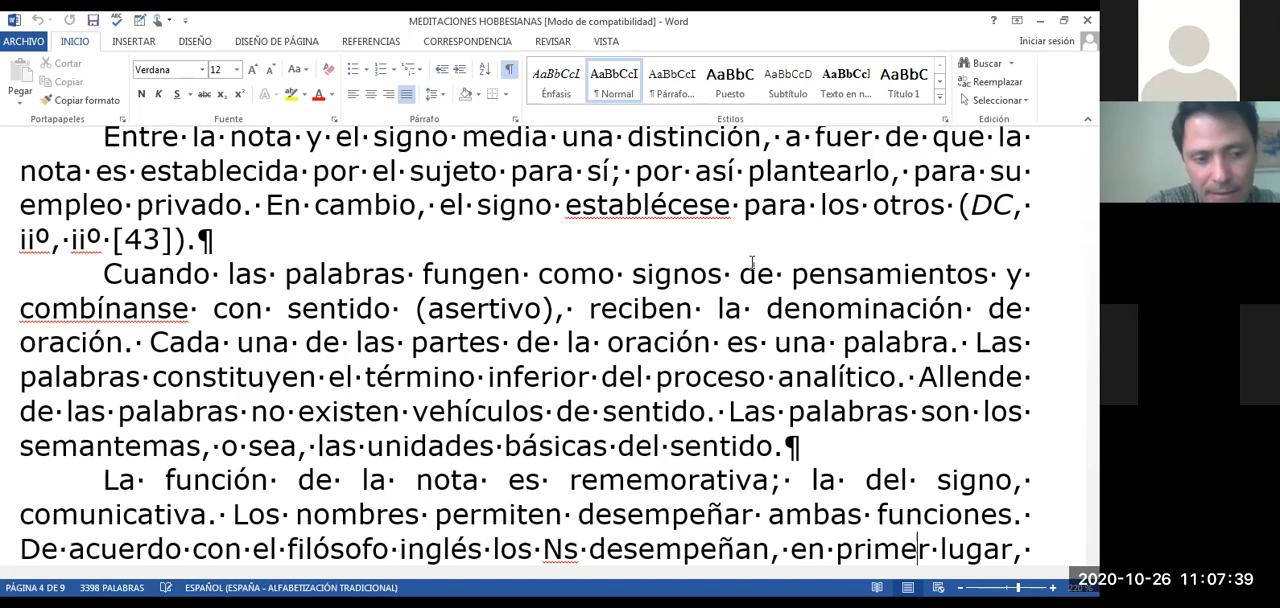 MEDITACIONES HOBBESIANAS [Modo de compatibilidad] - Word
ARCHIVO INICIO INSERTAR DISEÑO DISEÑO DE PÁGINA REFERENCIAS CORRESPONDENCIA REVISAR VISTA Iniciar sesión
Pegar
Cortar
Copiar
Copiar formato
Portapapeles
Verdana 12
Fuente
Párrafo
AaBbCcI AaBbCcI AaBbCcI AaBbC AaBbCcI AaBbCcI AaBbC
Énfasis ¶ Normal ¶ Párrafo... Puesto Subtítulo Texto en n... Título 1
Estilos
Buscar
Reemplazar
Seleccionar
Edición
Entre la nota y el signo media una distinción, a fuer de que la
nota es establecida por el sujeto para sí; por así plantearlo, para su
empleo privado. En cambio, el signo establécese para los otros (DC,
iiº, iiº [43]).¶
Cuando las palabras fungen como signos de pensamientos y
combínanse con sentido (asertivo), reciben la denominación de
oración. Cada una de las partes de la oración es una palabra. Las
palabras constituyen el término inferior del proceso analítico. Allende
de las palabras no existen vehículos de sentido. Las palabras son los
semantemas, o sea, las unidades básicas del sentido.¶
La función de la nota es rememorativa; la del signo,
comunicativa. Los nombres permiten desempeñar ambas funciones.
De acuerdo con el filósofo inglés los Ns desempeñan, en primer lugar,
PÁGINA 4 DE 9 3398 PALABRAS ESPAÑOL (ESPAÑA - ALFABETIZACIÓN TRADICIONAL) 220 %
2020-10-26 11:07:39